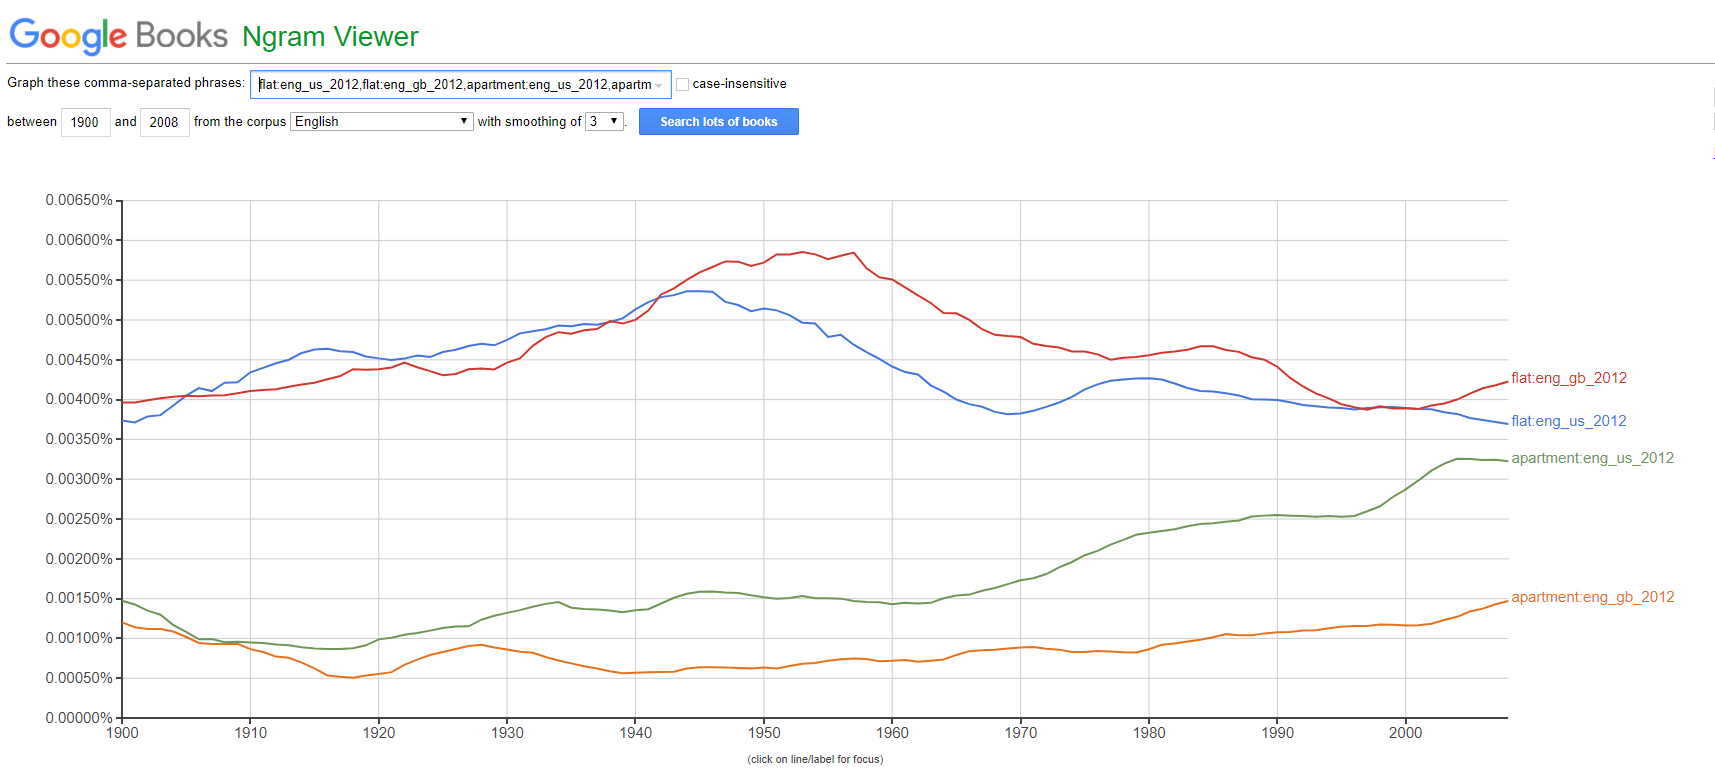 Google Books Ngram Viewer
Graph these comma-separated phrases: flat:eng_us_2012,flat:eng_gb_2012,apartment:eng_us_2012,apartm case-insensitive
between 1900 and 2008 from the corpus English with smoothing of 3 . Search lots of books
0.00650%
0.00600%
0.00550%
0.00500%
0.00450%
0.00400%
0.00350%
0.00300%
0.00250%
0.00200%
0.00150%
0.00100%
0.00050%
0.00000%
flat:eng_gb_2012
flat:eng_us_2012
apartment:eng_us_2012
apartment:eng_gb_2012
1900 1910 1920 1930 1940 1950 1960 1970 1980 1990 2000
(click on line/label for focus)